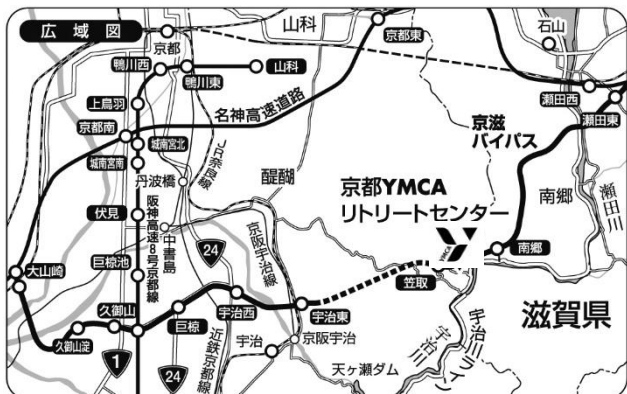 広域図
山科
京都
京都東
石山
鴨川西
鴨川東
山科
瀬田西
瀬田東
上鳥羽
名神高速道路
京都南
城南宮北
城南宮南
京滋
バイパス
JR奈良線
丹波橋
醍醐
京都YMCA
リトリートセンター
YMCA
南郷
瀬田川
伏見
阪神高速8号京都線
中書島
24
京阪宇治線
南郷
大山崎
巨椋池
笠取
滋賀県
久御山
宇治西
宇治東
久御山淀
巨椋
1
24
近鉄京都線
宇治
京阪宇治
宇治川
宇治川ライン
天ヶ瀬ダム